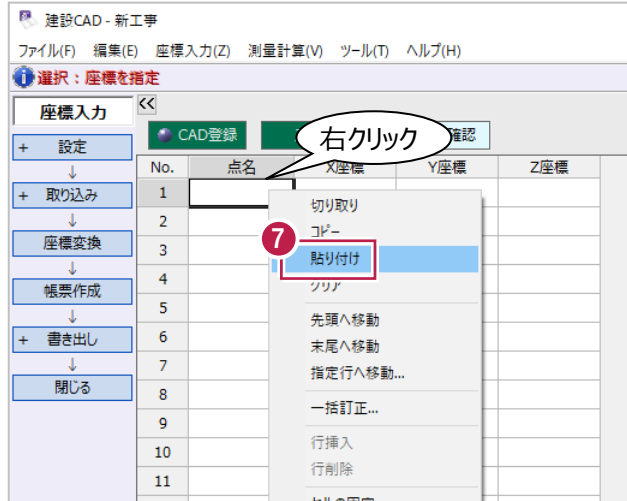 建設CAD - 新工事
ファイル(F) 編集(E) 座標入力(Z) 測量計算(V) ツール(T) ヘルプ(H)
選択：座標を指定
座標入力
<<
+ 設定
↓
+ 取り込み
↓
座標変換
↓
帳票作成
↓
+ 書き出し
↓
閉じる
CAD登録
確認
右クリック
No. 点名 X座標 Y座標 Z座標
1
2
3
4
5
6
7
8
9
10
11
切り取り
コピー
7
貼り付け
クリア
先頭へ移動
末尾へ移動
指定行へ移動...
一括訂正...
行挿入
行削除